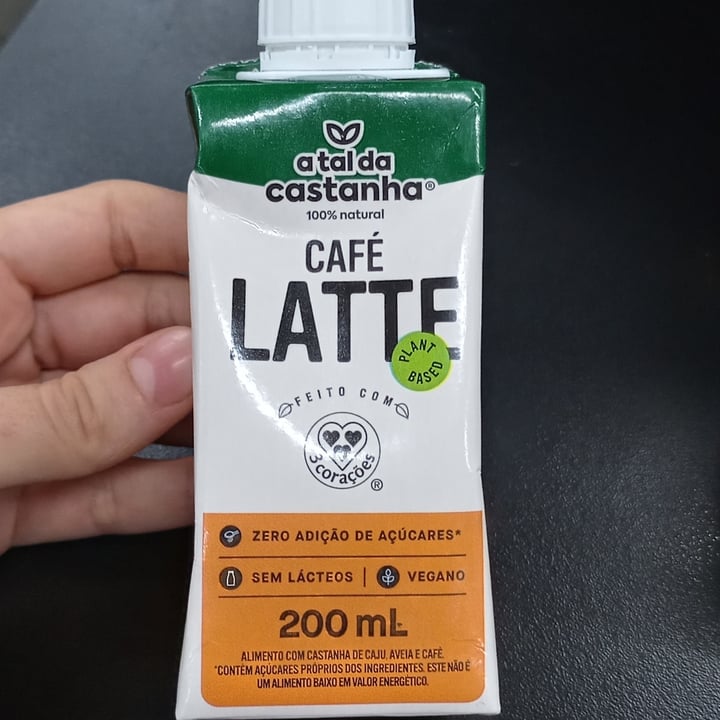 a tal da
castanha®
100% natural
CAFÉ
LATTE
PLANT
BASED
FEITO COM
3 corações
®
ZERO ADIÇÃO DE AÇÚCARES*
SEM LÁCTEOS | VEGANO
200 mL
ALIMENTO COM CASTANHA DE CAJU, AVEIA E CAFÉ.
*CONTÉM AÇÚCARES PRÓPRIOS DOS INGREDIENTES. ESTE NÃO É
UM ALIMENTO BAIXO EM VALOR ENERGÉTICO.